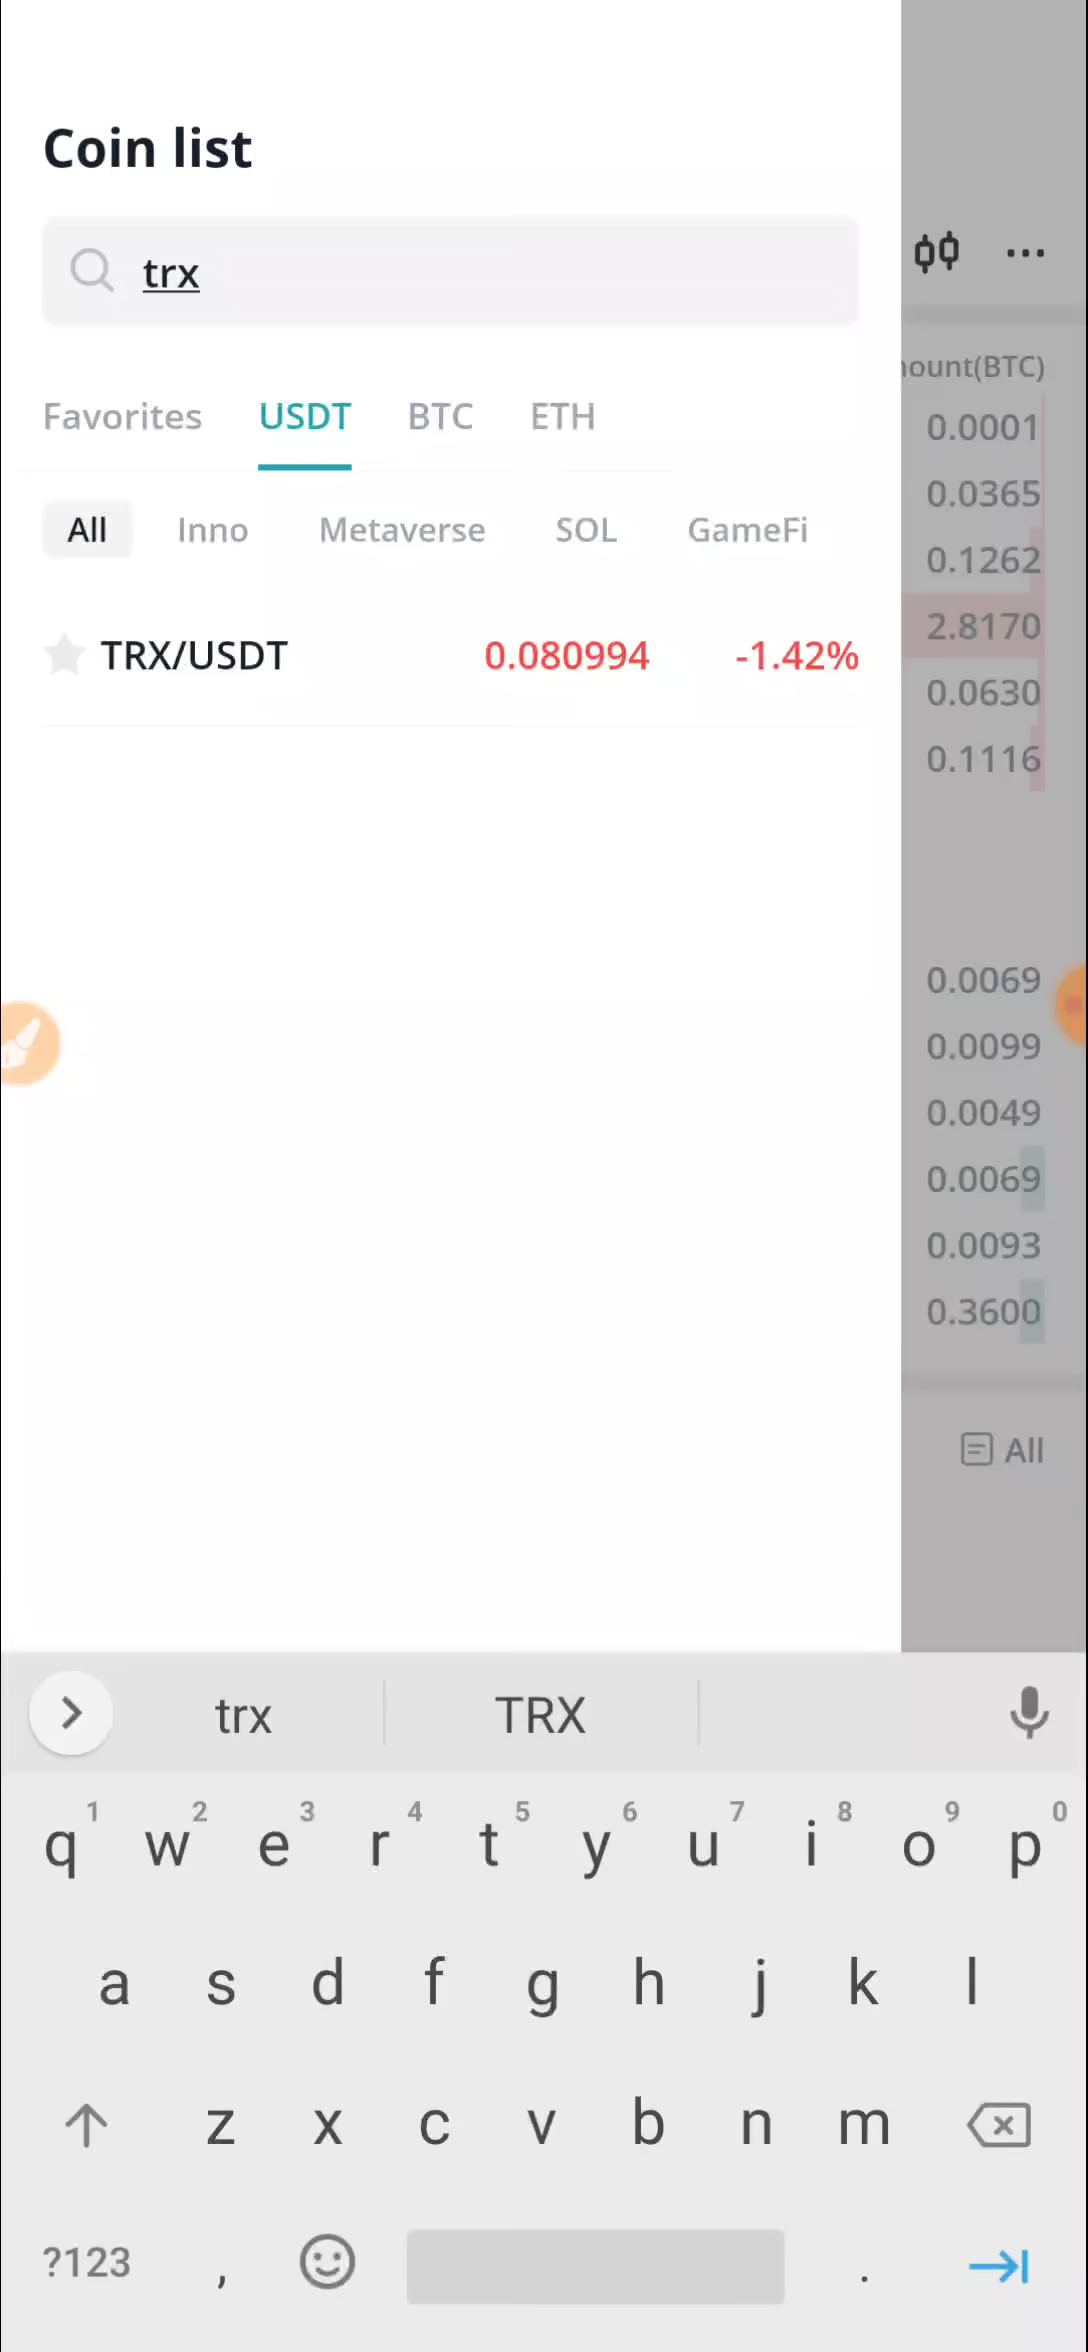 Coin list
trx
Favorites USDT BTC ETH
All Inno Metaverse SOL GameFi
TRX/USDT 0.080994 -1.42%
...
(BTC)
0.0001
0.0365
0.1262
2.8170
0.0630
0.1116
0.0069
0.0099
0.0049
0.0069
0.0093
0.3600
All
trx TRX
1 2 3 4 5 6 7 8 9 0
q w e r t y u i o p
a s d f g h j k l
z x c v b n m
?123 , .